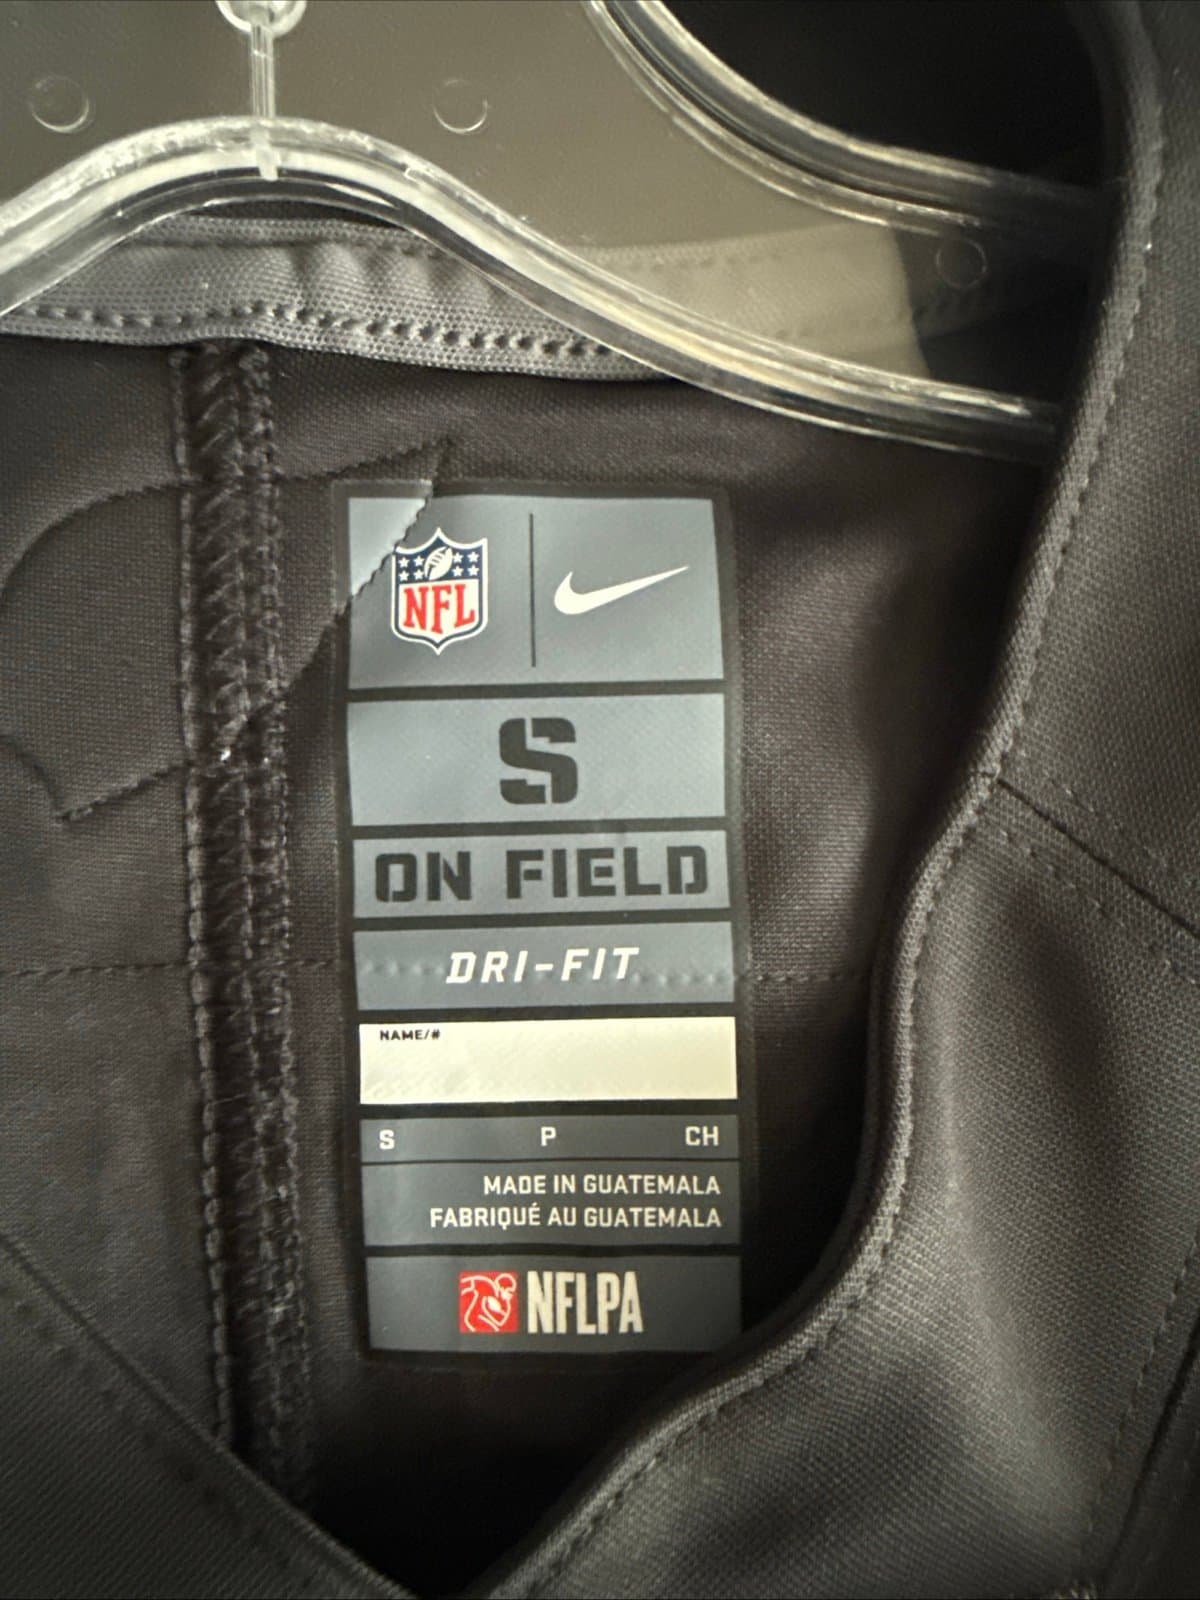 NFL
S
ON FIELD
DRI-FIT
NAME/#
S P CH
MADE IN GUATEMALA
FABRIQUÉ AU GUATEMALA
NFLPA